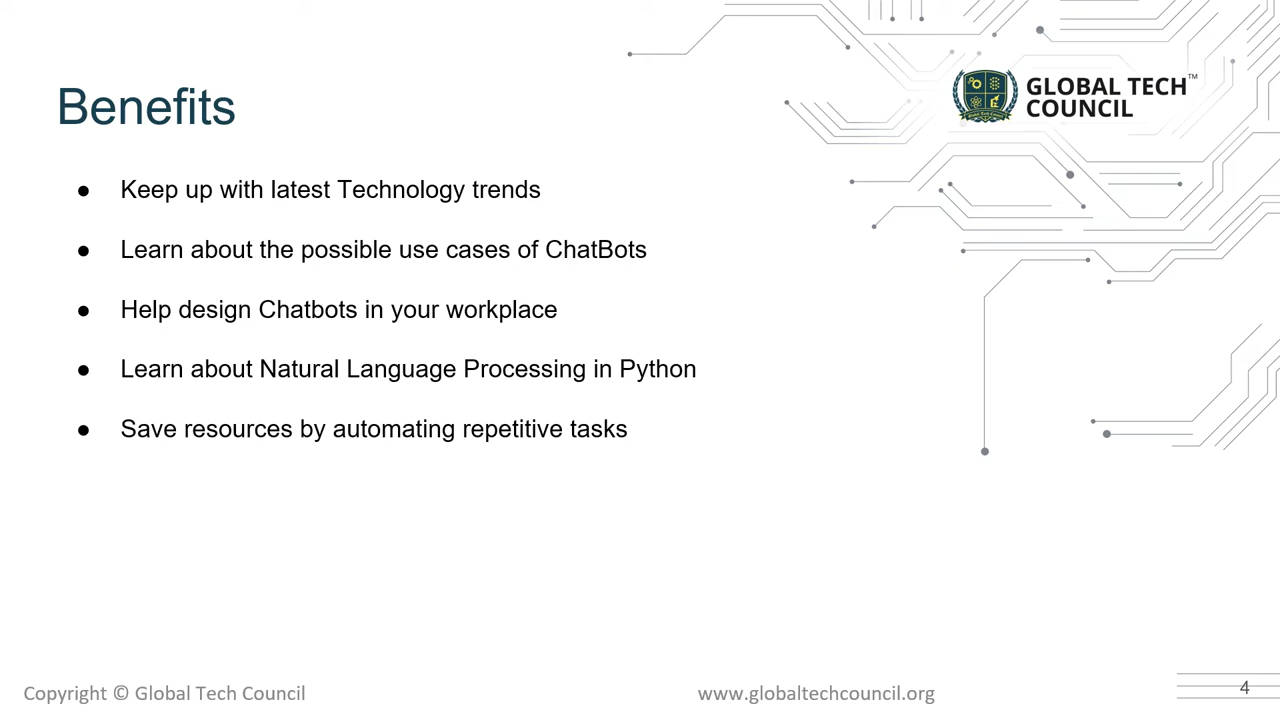 GLOBAL TECH™
COUNCIL
Benefits
● Keep up with latest Technology trends
● Learn about the possible use cases of ChatBots
● Help design Chatbots in your workplace
● Learn about Natural Language Processing in Python
● Save resources by automating repetitive tasks
Copyright © Global Tech Council
www.globaltechcouncil.org
4